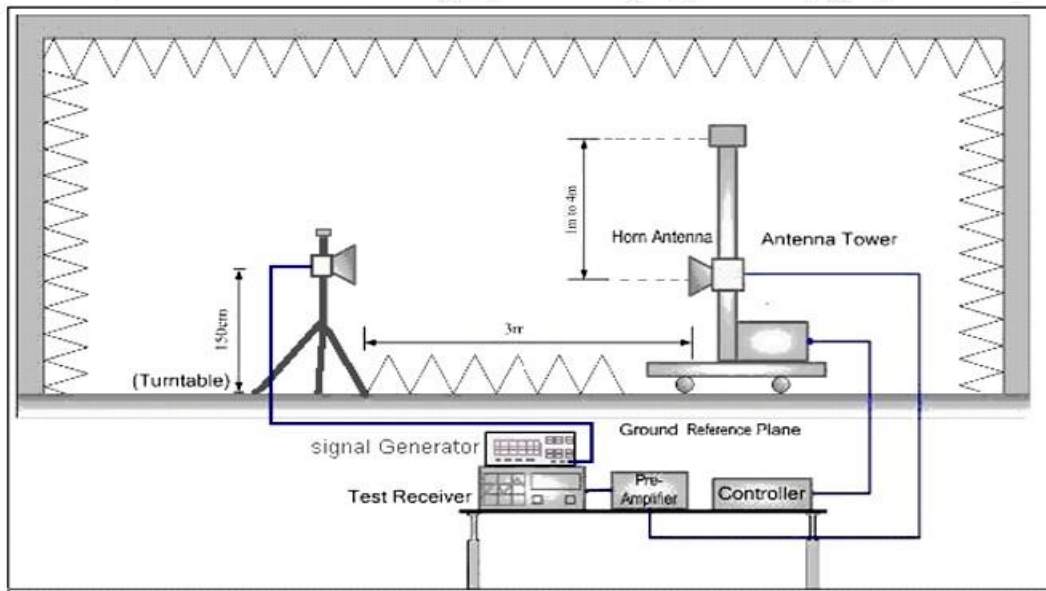 1m to 4m
Horn Antenna
Antenna Tower
150cm
3m
(Turntable)
Ground Reference Plane
signal Generator
Test Receiver
Pre-
Amplifier
Controller